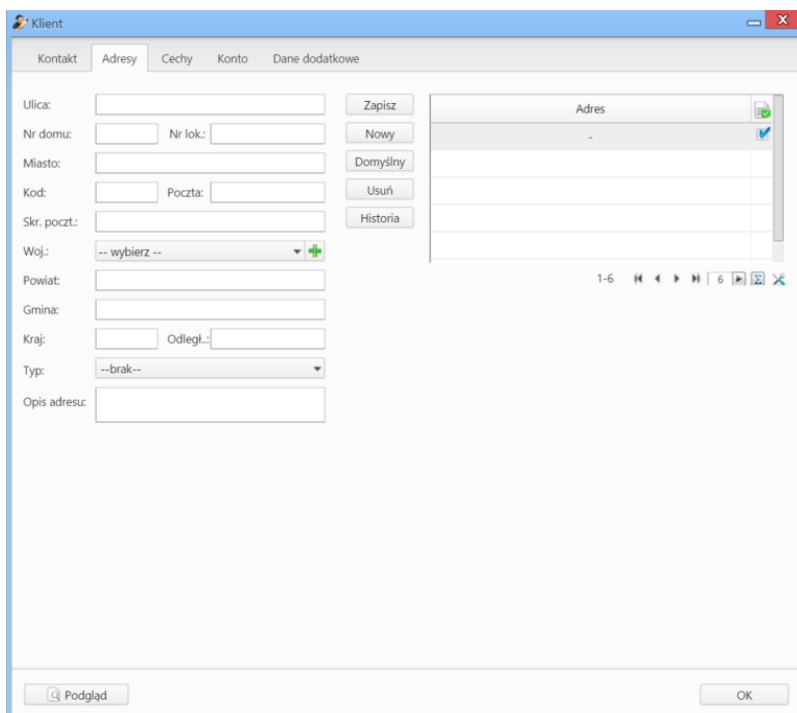 Klient
Kontakt Adresy Cechy Konto Dane dodatkowe
Ulica: Zapisz Adres
Nr domu: Nr lok.: Nowy -
Miasto: Domyślny
Kod: Poczta: Usuń
Skr. poczt.: Historia
Woj.: -- wybierz --
1-6 6 Σ
Powiat:
Gmina:
Kraj: Odległ..:
Typ: --brak--
Opis adresu:
Podgląd OK